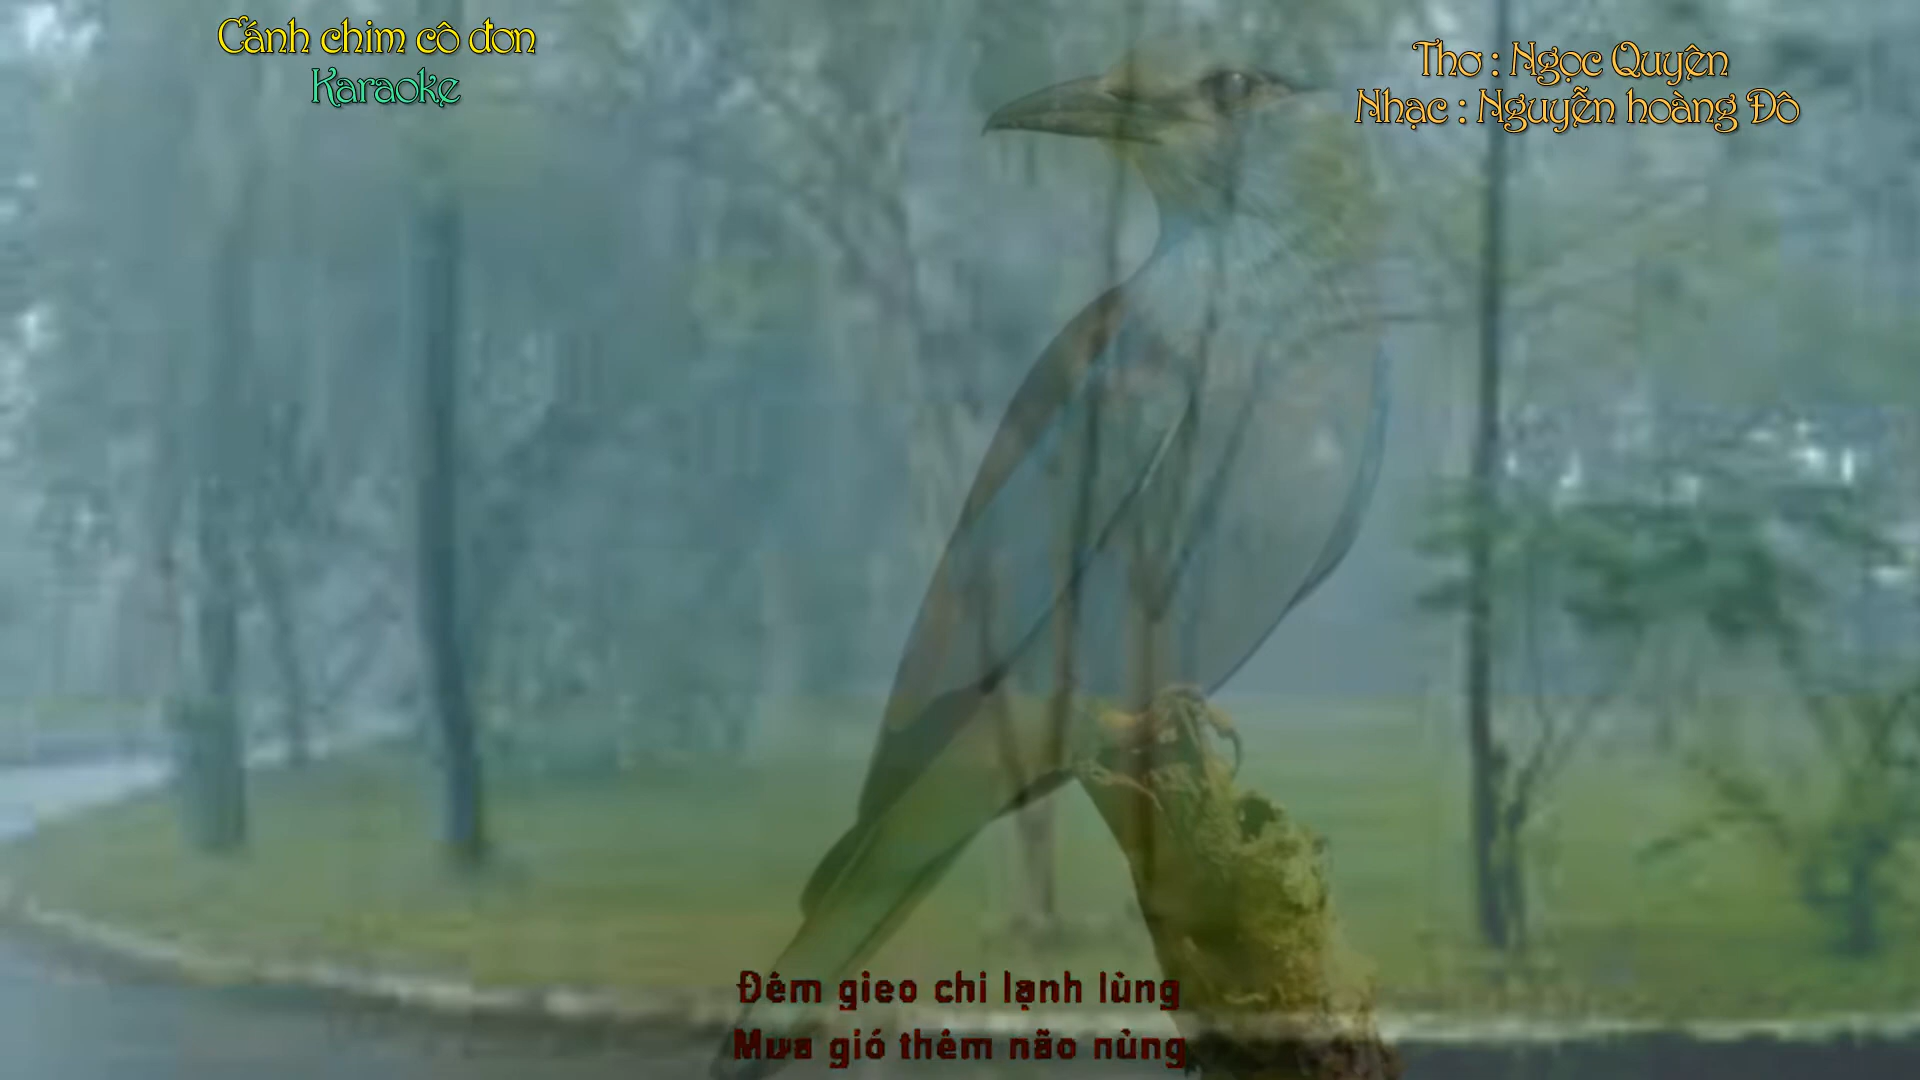 Cánh chim cô đơn
Karaoke
Thơ : Ngọc Quyên
Nhạc : Nguyễn hoàng Đô
Đêm gieo chi lạnh lùng
Mưa gió thêm não nùng